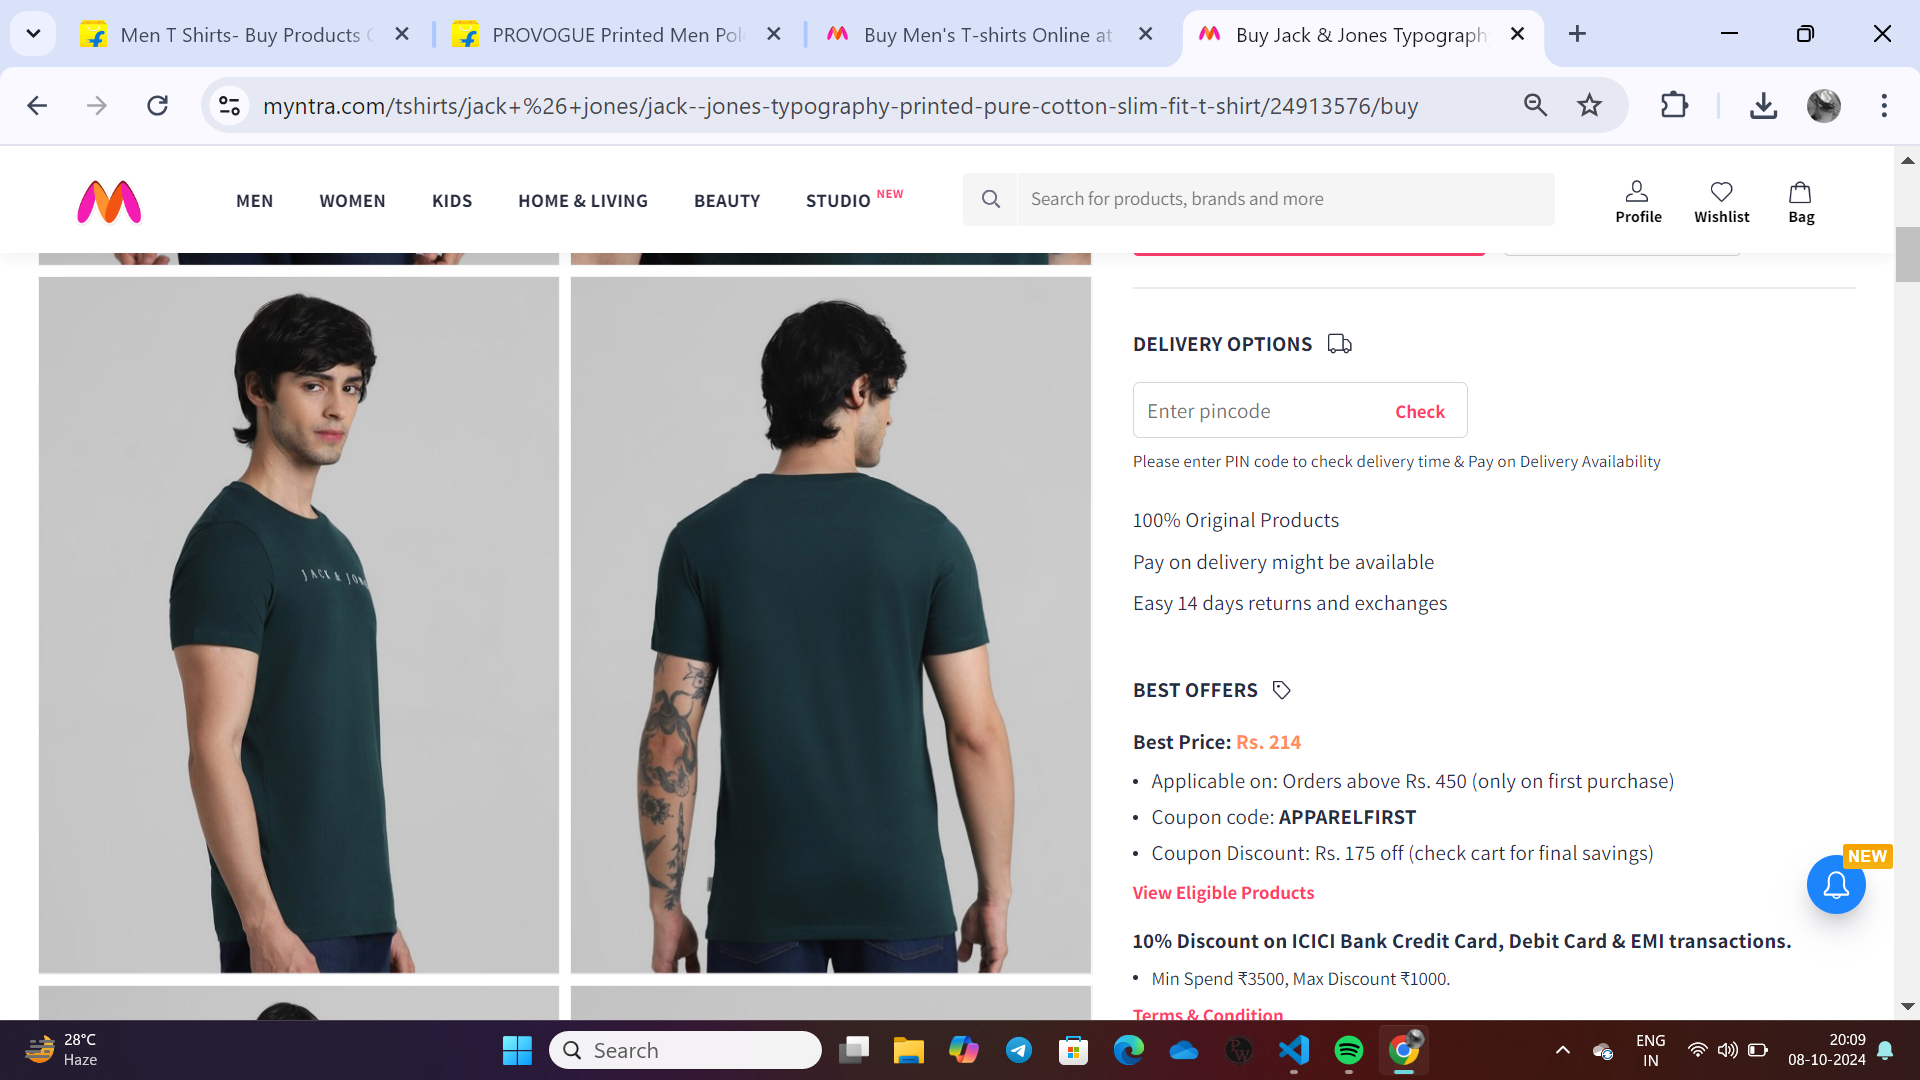 Men T Shirts- Buy Products
PROVOGUE Printed Men Pol
Buy Men's T-shirts Online at
Buy Jack & Jones Typograph
myntra.com/tshirts/jack+%26+jones/jack--jones-typography-printed-pure-cotton-slim-fit-t-shirt/24913576/buy
MEN WOMEN KIDS HOME & LIVING BEAUTY STUDIO NEW
Search for products, brands and more
Profile Wishlist Bag
JACK & JON
DELIVERY OPTIONS
Enter pincode Check
Please enter PIN code to check delivery time & Pay on Delivery Availability
100% Original Products
Pay on delivery might be available
Easy 14 days returns and exchanges
BEST OFFERS
Best Price: Rs. 214
• Applicable on: Orders above Rs. 450 (only on first purchase)
• Coupon code: APPARELFIRST
• Coupon Discount: Rs. 175 off (check cart for final savings)
View Eligible Products
NEW
10% Discount on ICICI Bank Credit Card, Debit Card & EMI transactions.
• Min Spend ₹3500, Max Discount ₹1000.
Terms & Condition
28°C
Haze
Search
ENG
IN
20:09
08-10-2024